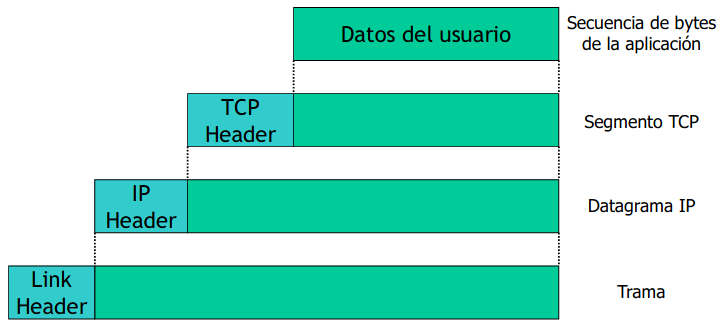 Datos del usuario
Secuencia de bytes
de la aplicación
TCP
Header
Segmento TCP
IP
Header
Datagrama IP
Link
Header
Trama